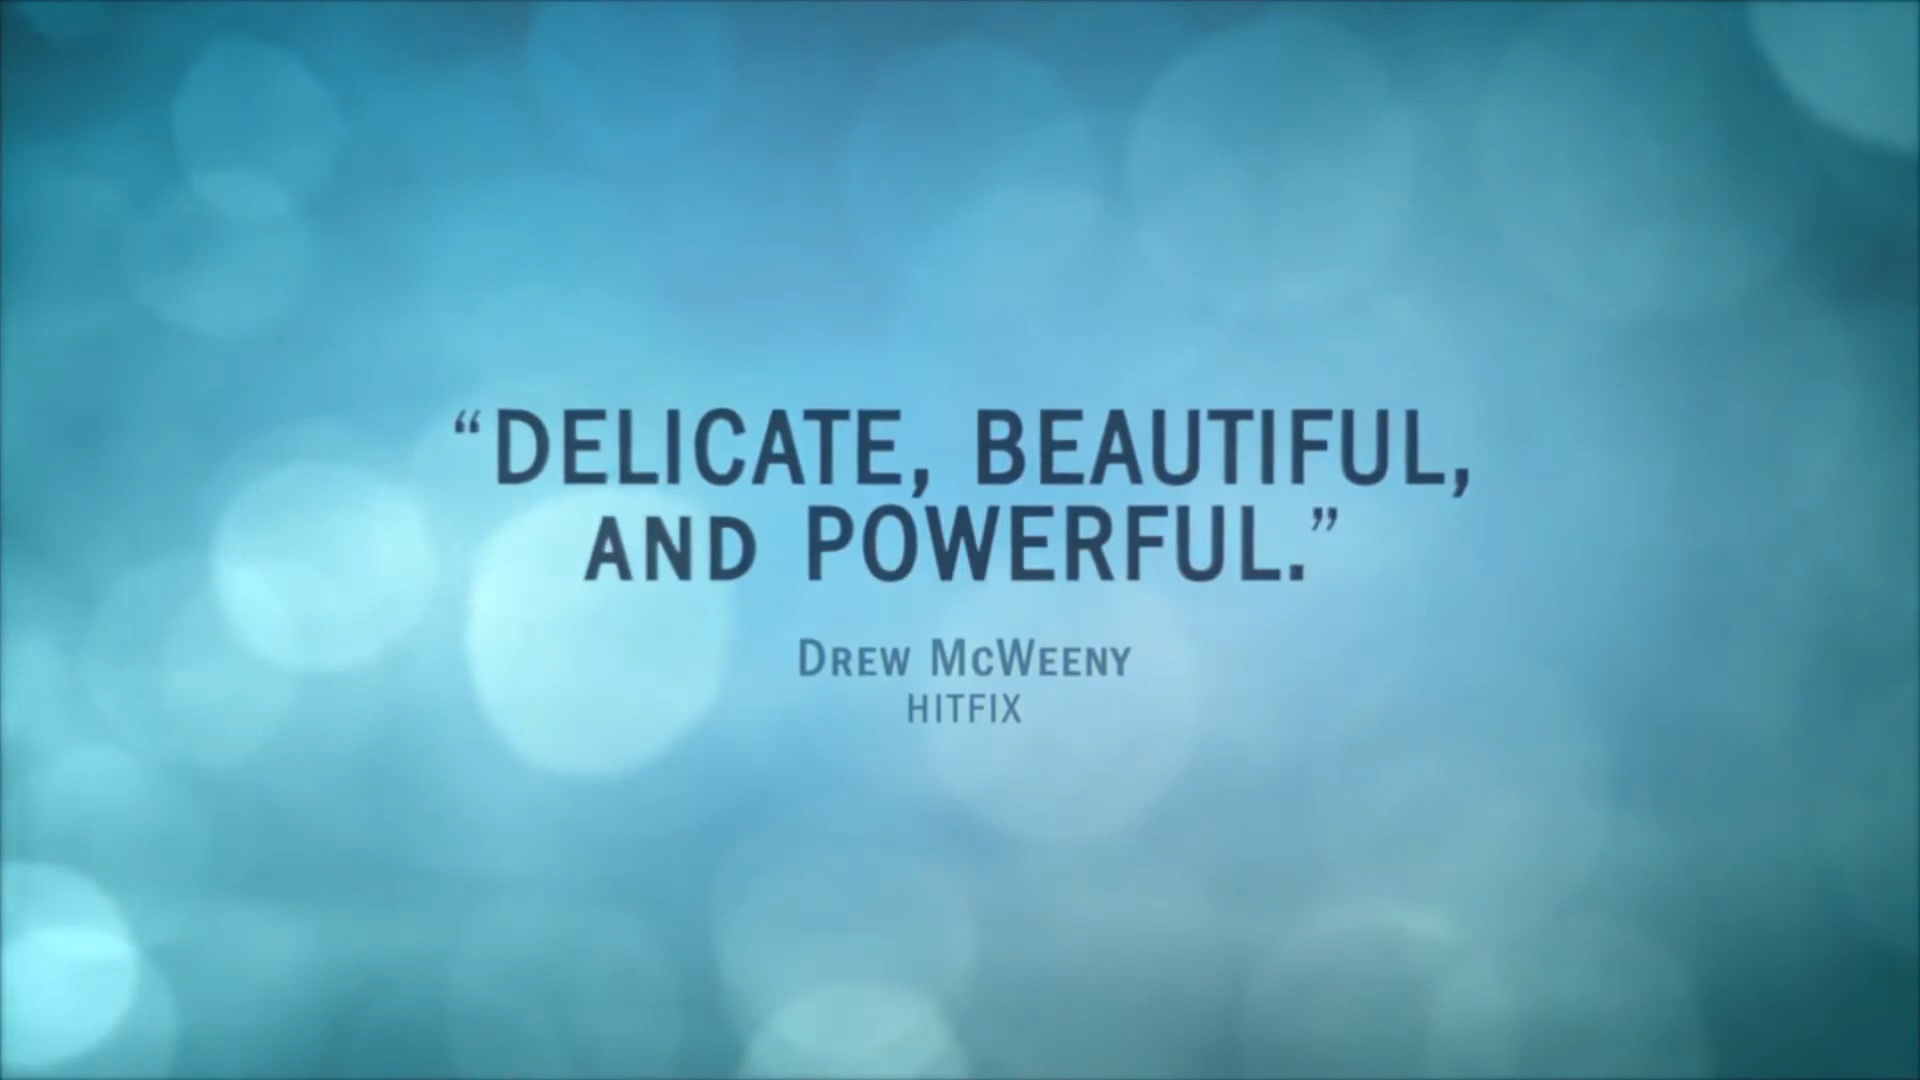 “DELICATE, BEAUTIFUL,
AND POWERFUL.”
DREW MCWEENY
HITFIX